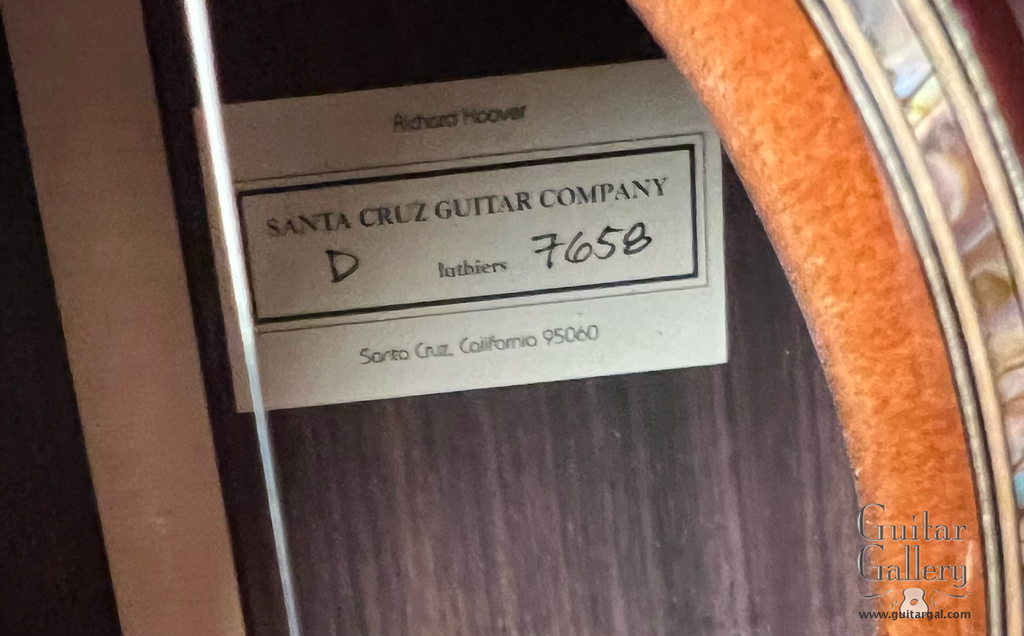 Richard Hoover
SANTA CRUZ GUITAR COMPANY
D luthiers 7658
Santa Cruz, California 95060
Guitar
Gallery
www.guitargal.com